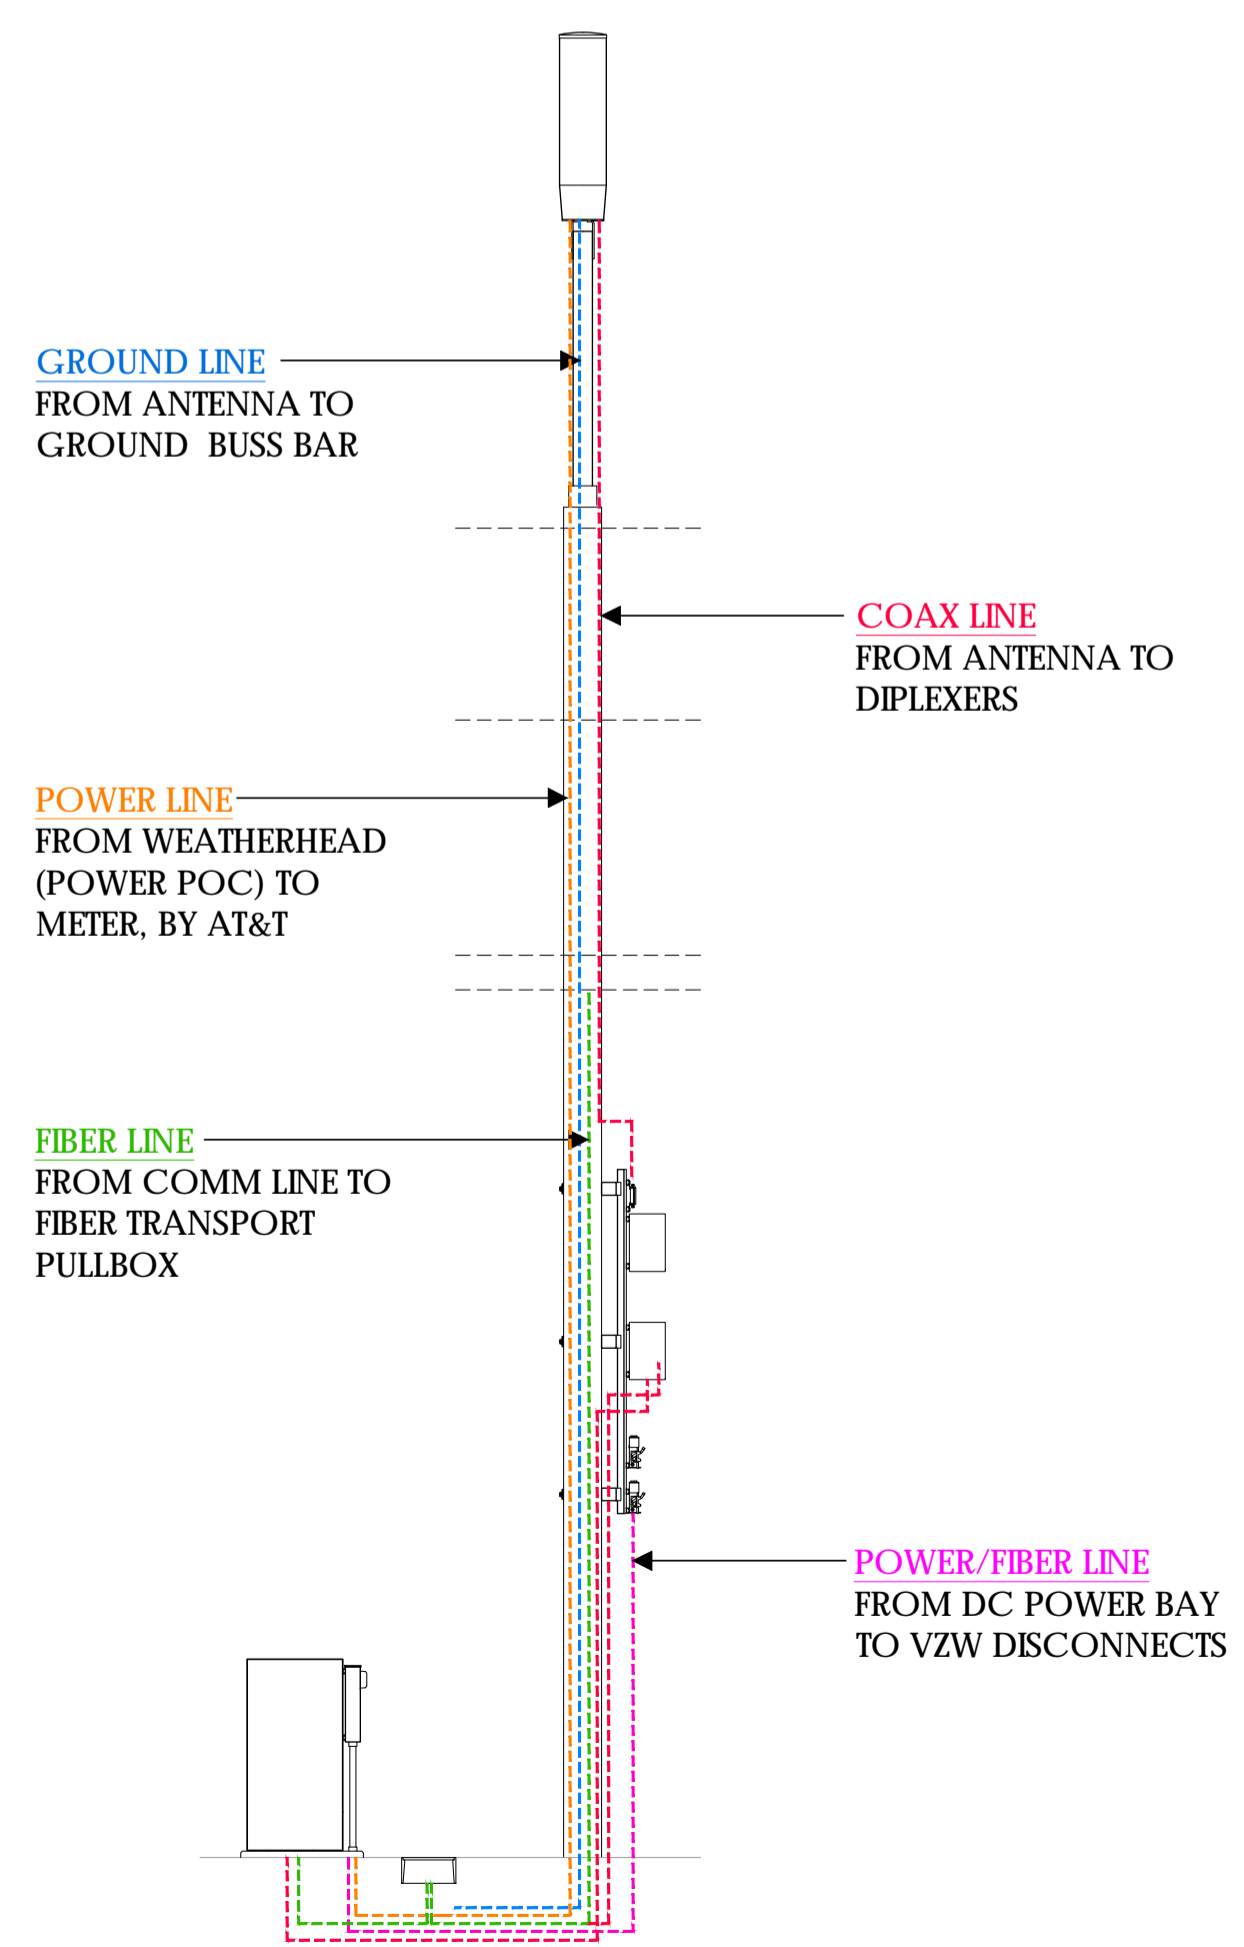 GROUND LINE
FROM ANTENNA TO
GROUND BUSS BAR
COAX LINE
FROM ANTENNA TO
DIPLEXERS
POWER LINE
FROM WEATHERHEAD
(POWER POC) TO
METER, BY AT&T
FIBER LINE
FROM COMM LINE TO
FIBER TRANSPORT
PULLBOX
POWER/FIBER LINE
FROM DC POWER BAY
TO VZW DISCONNECTS